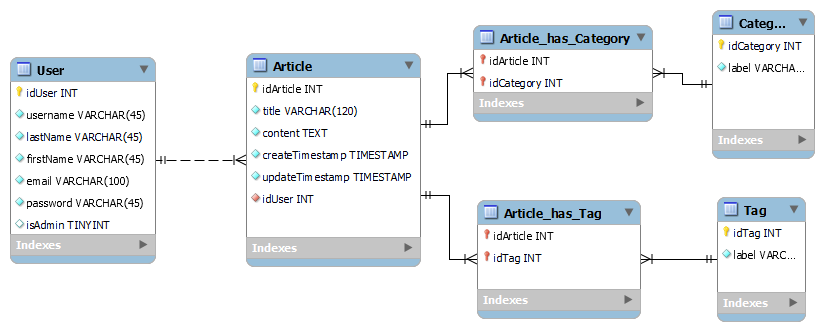 User
idUser INT
username VARCHAR(45)
lastName VARCHAR(45)
firstName VARCHAR(45)
email VARCHAR(100)
password VARCHAR(45)
isAdmin TINYINT
Indexes
Article
idArticle INT
title VARCHAR(120)
content TEXT
createTimestamp TIMESTAMP
updateTimestamp TIMESTAMP
idUser INT
Indexes
Article_has_Category
idArticle INT
idCategory INT
Indexes
Categ...
idCategory INT
label VARCHA...
Indexes
Article_has_Tag
idArticle INT
idTag INT
Indexes
Tag
idTag INT
label VARC...
Indexes